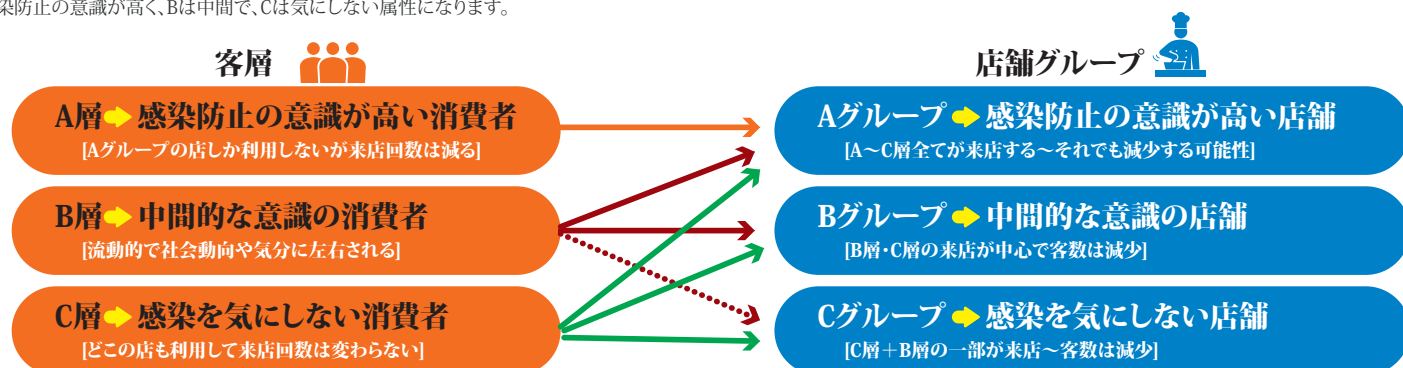 染防止の意識が高く、Bは中間で、Cは気にしない属性になります。
客層
店舗グループ
A層 感染防止の意識が高い消費者
[Aグループの店しか利用しないが来店回数は減る]
B層 中間的な意識の消費者
[流動的で社会動向や気分に左右される]
C層 感染を気にしない消費者
[どこの店も利用して来店回数は変わらない]
Aグループ 感染防止の意識が高い店舗
[A～C層全てが来店する～それでも減少する可能性]
Bグループ 中間的な意識の店舗
[B層・C層の来店が中心で客数は減少]
Cグループ 感染を気にしない店舗
[C層＋B層の一部が来店～客数は減少]